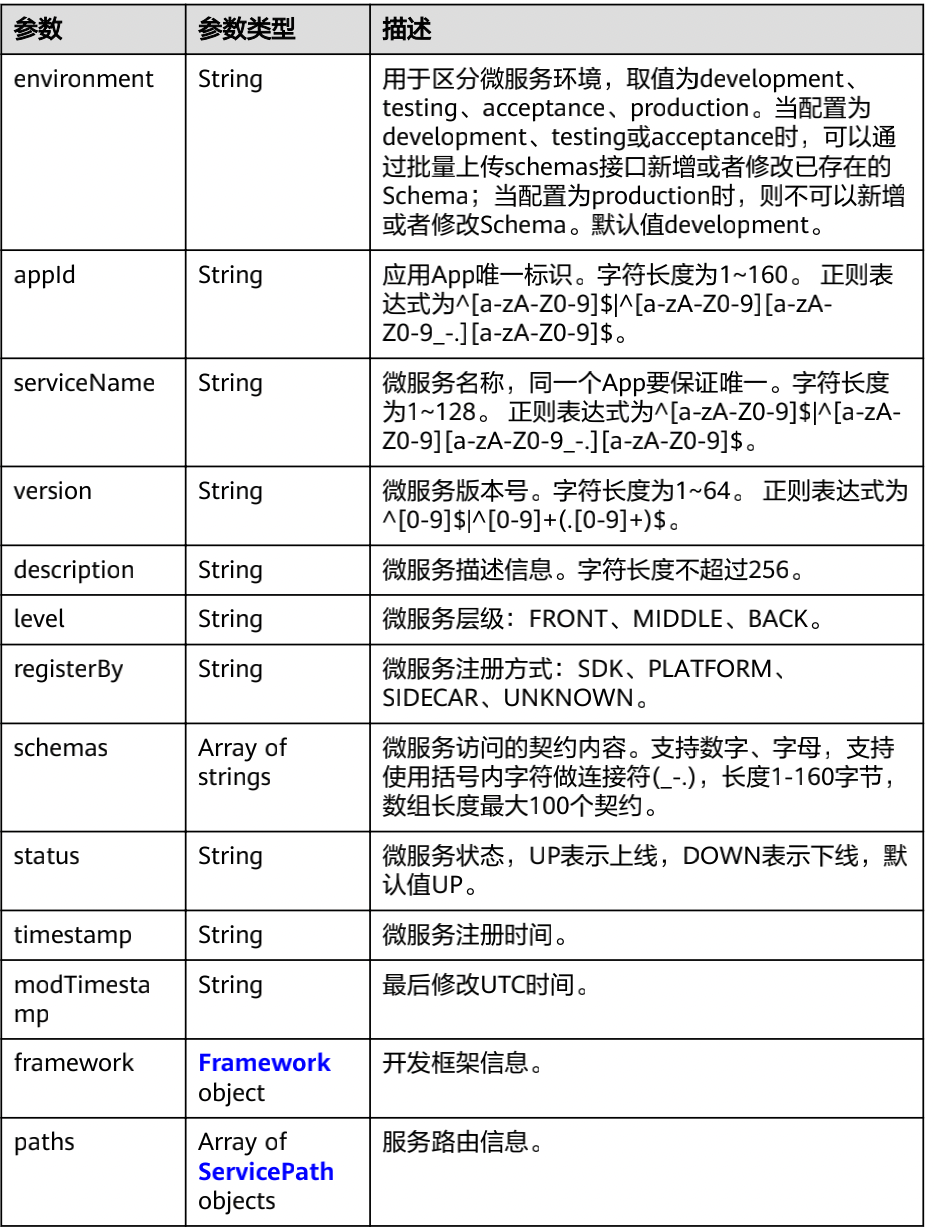 参数 参数类型 描述
environment String 用于区分微服务环境，取值为development、
testing、acceptance、production。当配置为
development、testing或acceptance时，可以通
过批量上传schemas接口新增或者修改已存在的
Schema；当配置为production时，则不可以新增
或者修改Schema。默认值development。
appId String 应用App唯一标识。字符长度为1~160。 正则表
达式为^[a-zA-Z0-9]$|^[a-zA-Z0-9][a-zA-
Z0-9_-.][a-zA-Z0-9]$。
serviceName String 微服务名称，同一个App要保证唯一。字符长度
为1~128。 正则表达式为^[a-zA-Z0-9]$|^[a-zA-
Z0-9][a-zA-Z0-9_-.][a-zA-Z0-9]$。
version String 微服务版本号。字符长度为1~64。 正则表达式为
^[0-9]$|^[0-9]+(.[0-9]+)$。
description String 微服务描述信息。字符长度不超过256。
level String 微服务层级：FRONT、MIDDLE、BACK。
registerBy String 微服务注册方式：SDK、PLATFORM、
SIDECAR、UNKNOWN。
schemas Array of 微服务访问的契约内容。支持数字、字母，支持
strings 使用括号内字符做连接符(_-.)，长度1-160字节，
数组长度最大100个契约。
status String 微服务状态，UP表示上线，DOWN表示下线，默
认值UP。
timestamp String 微服务注册时间。
modTimesta String 最后修改UTC时间。
mp
framework Framework 开发框架信息。
object
paths Array of 服务路由信息。
ServicePath
objects